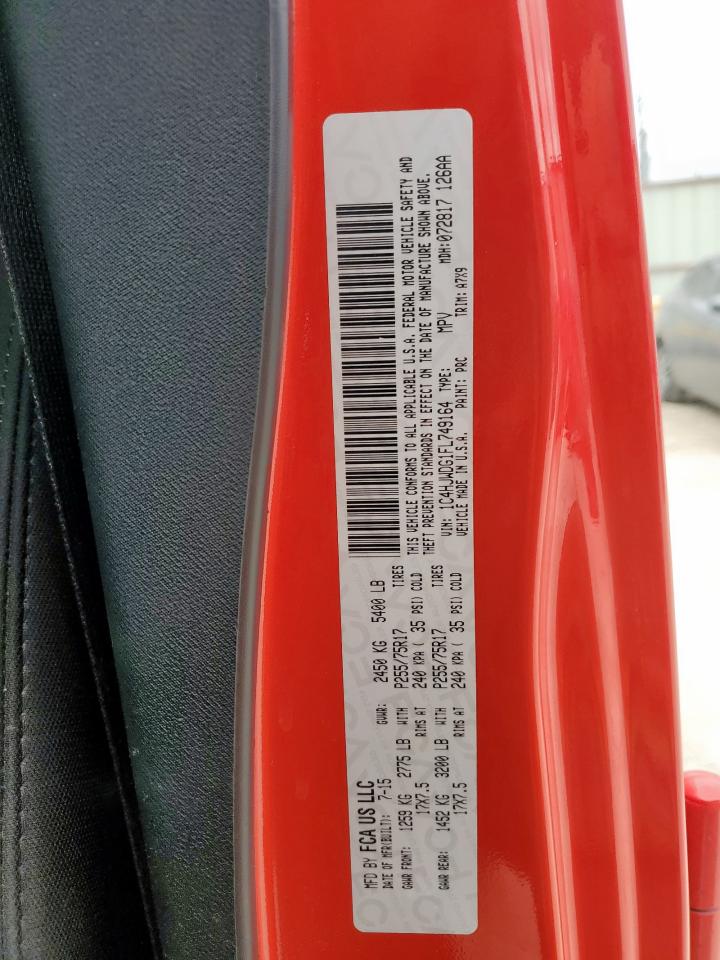 MFD BY FCA US LLC
DATE OF MFR(BUILT): 7-15 GVWR: 2450 KG 5400 LB
GAWR FRONT: 1259 KG 2775 LB WITH P255/75R17 TIRES
17X7.5 RIMS AT 240 KPA ( 35 PSI) COLD
GAWR REAR: 1452 KG 3200 LB WITH P255/75R17 TIRES
17X7.5 RIMS AT 240 KPA ( 35 PSI) COLD
THIS VEHICLE CONFORMS TO ALL APPLICABLE U.S.A. FEDERAL MOTOR VEHICLE SAFETY AND
THEFT PREVENTION STANDARDS IN EFFECT ON THE DATE OF MANUFACTURE SHOWN ABOVE.
VIN: 1C4HJWDG1FL749164 TYPE: MPV MDH:072817 126AA
VEHICLE MADE IN U.S.A. PAINT: PRC TRIM: A7X9